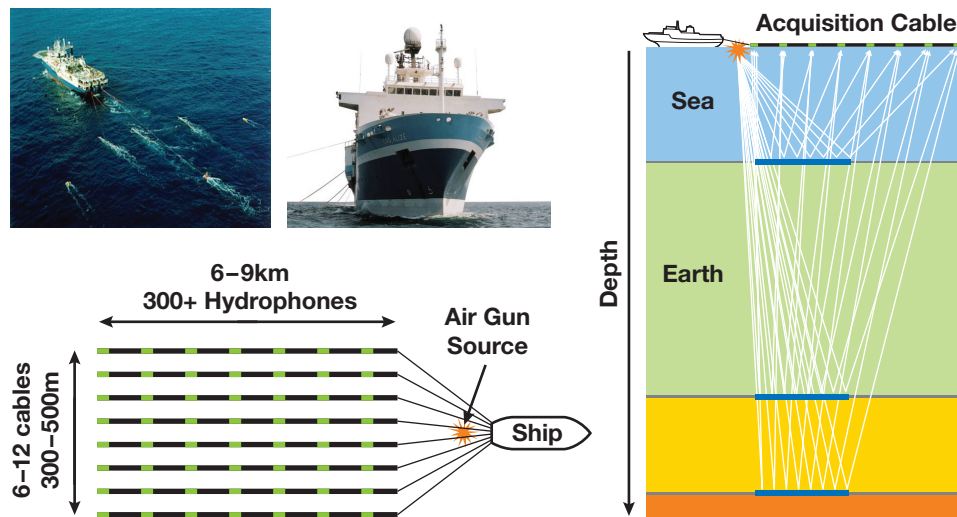 Acquisition Cable
Sea
Earth
Depth
6–9km
300+ Hydrophones
Air Gun
Source
6–12 cables
300–500m
Ship